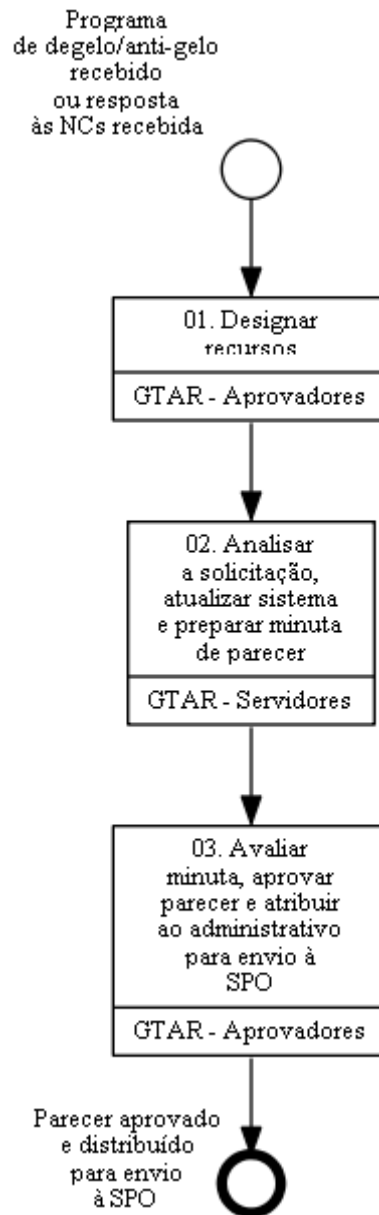 Programa
de degelo/anti-gelo
recebido
ou resposta
às NCs recebida
01. Designar
recursos
GTAR - Aprovadores
02. Analisar
a solicitação,
atualizar sistema
e preparar minuta
de parecer
GTAR - Servidores
03. Avaliar
minuta, aprovar
parecer e atribuir
ao administrativo
para envio à
SPO
GTAR - Aprovadores
Parecer aprovado
e distribuído
para envio
à SPO